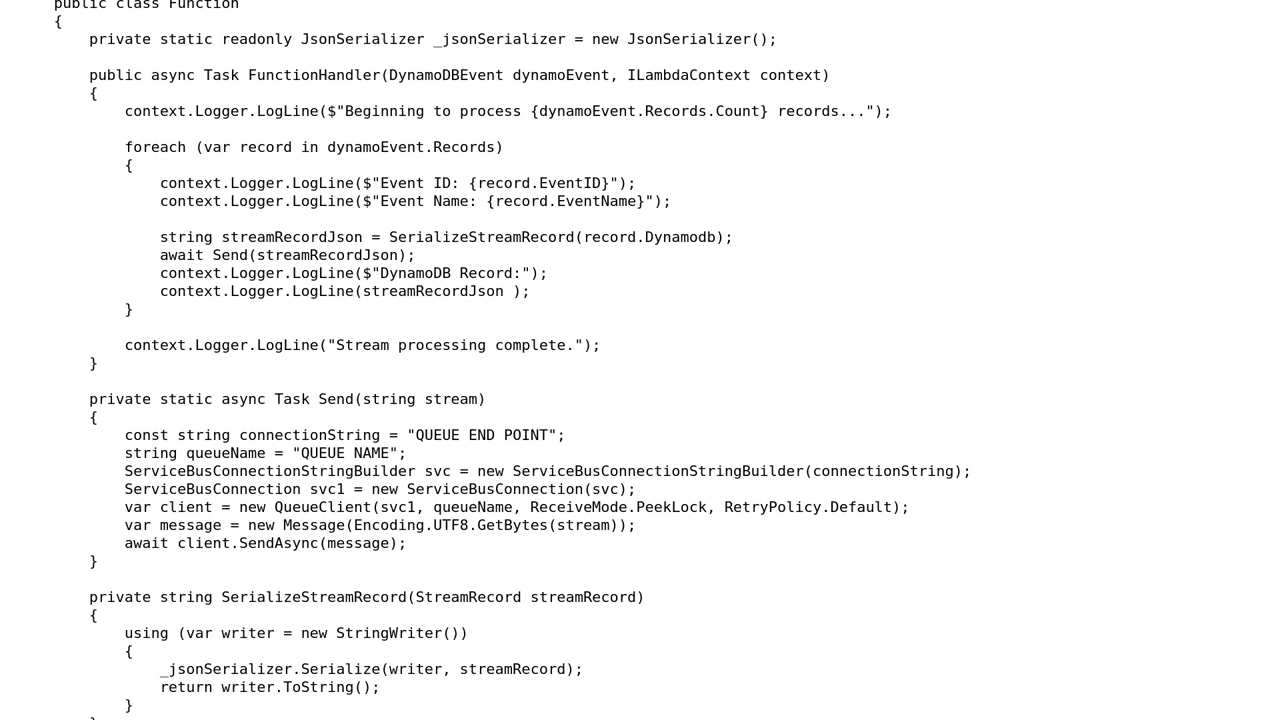 public class Function
{
private static readonly JsonSerializer _jsonSerializer = new JsonSerializer();
public async Task FunctionHandler(DynamoDBEvent dynamoEvent, ILambdaContext context)
{
context.Logger.LogLine($"Beginning to process {dynamoEvent.Records.Count} records...");
foreach (var record in dynamoEvent.Records)
{
context.Logger.LogLine($"Event ID: {record.EventID}");
context.Logger.LogLine($"Event Name: {record.EventName}");
string streamRecordJson = SerializeStreamRecord(record.Dynamodb);
await Send(streamRecordJson);
context.Logger.LogLine($"DynamoDB Record:");
context.Logger.LogLine(streamRecordJson );
}
context.Logger.LogLine("Stream processing complete.");
}
private static async Task Send(string stream)
{
const string connectionString = "QUEUE END POINT";
string queueName = "QUEUE NAME";
ServiceBusConnectionStringBuilder svc = new ServiceBusConnectionStringBuilder(connectionString);
ServiceBusConnection svc1 = new ServiceBusConnection(svc);
var client = new QueueClient(svc1, queueName, ReceiveMode.PeekLock, RetryPolicy.Default);
var message = new Message(Encoding.UTF8.GetBytes(stream));
await client.SendAsync(message);
}
private string SerializeStreamRecord(StreamRecord streamRecord)
{
using (var writer = new StringWriter())
{
_jsonSerializer.Serialize(writer, streamRecord);
return writer.ToString();
}
}